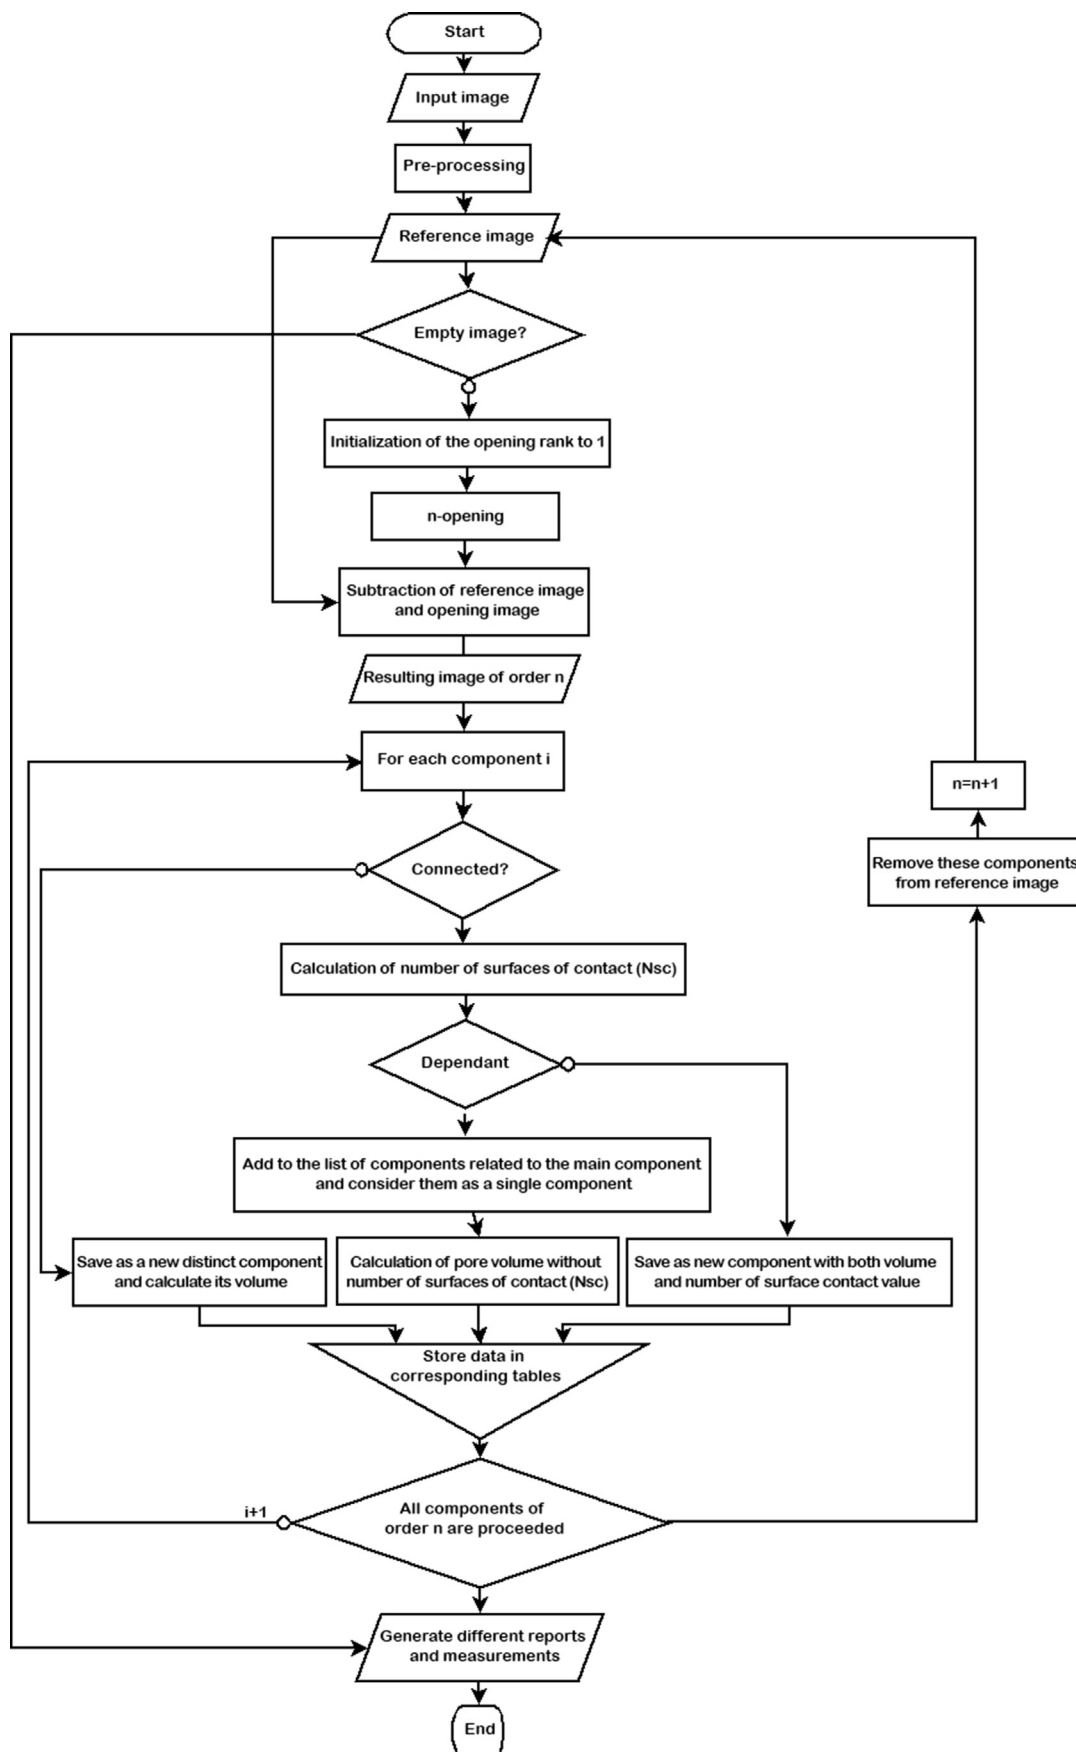 Start
Input image
Pre-processing
Reference image
Empty image?
Initialization of the opening rank to 1
n-opening
Subtraction of reference image
and opening image
Resulting image of order n
For each component i
n=n+1
Connected?
Remove these components
from reference image
Calculation of number of surfaces of contact (Nsc)
Dependant
Add to the list of components related to the main component
and consider them as a single component
Save as a new distinct component
and calculate its volume
Calculation of pore volume without
number of surfaces of contact (Nsc)
Save as new component with both volume
and number of surface contact value
Store data in
corresponding tables
i+1
All components of
order n are proceeded
Generate different reports
and measurements
End